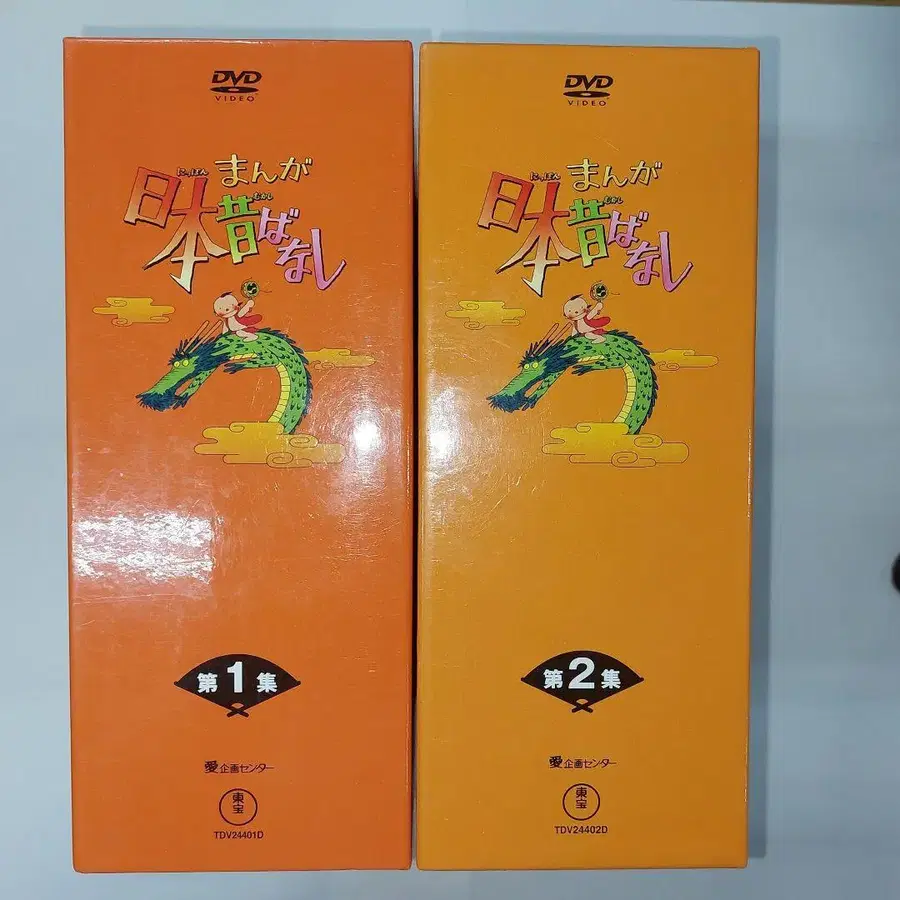 DVD
VIDEO
まんが
にっぽん
むかし
日本昔ばなし
第1集
愛企画センター
東宝
TDV24401D
DVD
VIDEO
まんが
にっぽん
むかし
日本昔ばなし
第2集
愛企画センター
東宝
TDV24402D